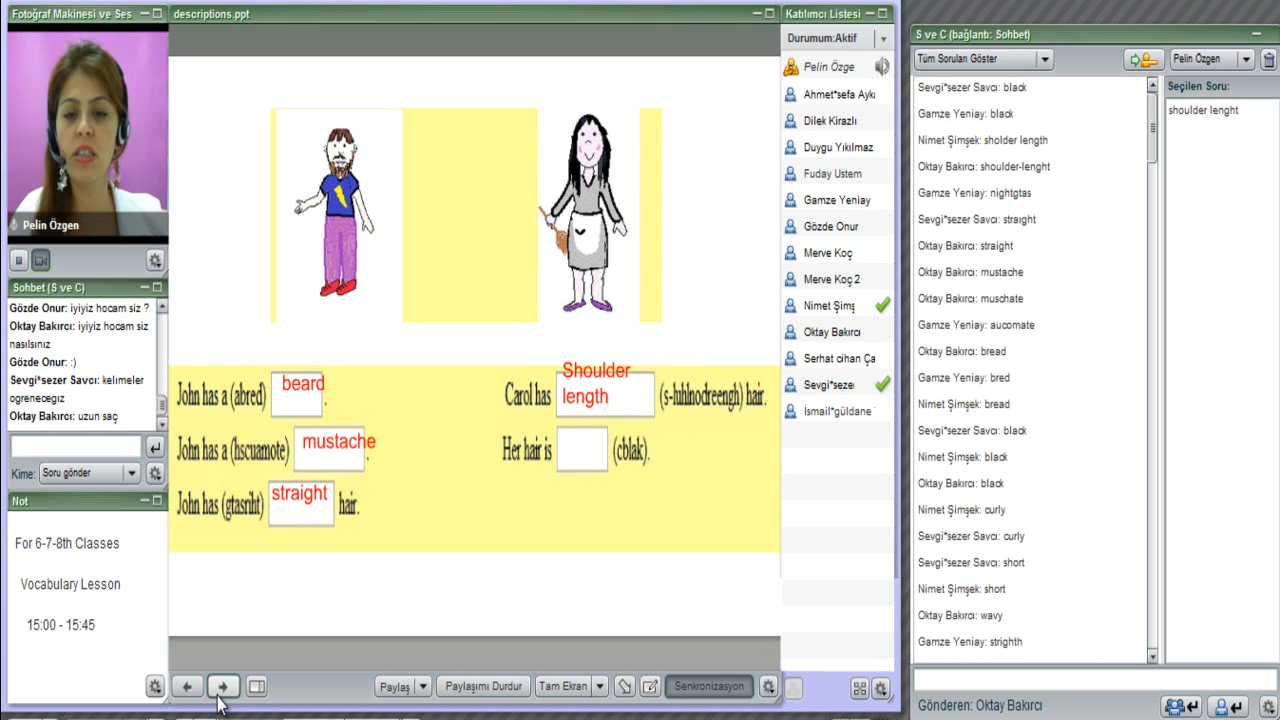 Fotoğraf Makinesi ve Ses
Pelin Özgen
Sohbet (S ve C)
Gözde Onur: iyiyiz hocam siz ?
Oktay Bakırcı: iyiyiz hocam siz
nasılsınız
Gözde Onur: :)
Sevgi*sezer Savcı: kelımeler
ogrenecegız
Oktay Bakırcı: uzun saç
Kime: Soru gönder
Not
For 6-7-8th Classes
Vocabulary Lesson
15:00 - 15:45
descriptions.ppt
John has a (abred) beard .
John has a (hscuamote) mustache .
John has (gtasriht) straight hair.
Carol has Shoulder
length (s-luhlnodreengh) hair.
Her hair is (cblak).
Paylaş
Paylaşımı Durdur
Tam Ekran
Senkronizasyon
Katılımcı Listesi
Durumum:Aktif
Pelin Özge
Ahmet*sefa Aykı
Dilek Kirazlı
Duygu Yıkılmaz
Fuday Ustem
Gamze Yeniay
Gözde Onur
Merve Koç
Merve Koç 2
Nimet Şimş
Oktay Bakırcı
Serhat cihan Ça
Sevgi*seze
İsmail*güldane
S ve C (bağlantı: Sohbet)
Tüm Soruları Göster
Pelin Özgen
Sevgi*sezer Savcı: black
Gamze Yeniay: black
Nimet Şimşek: sholder length
Oktay Bakırcı: shoulder-lenght
Gamze Yeniay: nightgtas
Sevgi*sezer Savcı: straıght
Oktay Bakırcı: straight
Oktay Bakırcı: mustache
Oktay Bakırcı: muschate
Gamze Yeniay: aucomate
Oktay Bakırcı: bread
Gamze Yeniay: bred
Nimet Şimşek: bread
Sevgi*sezer Savcı: black
Nimet Şimşek: black
Oktay Bakırcı: black
Nimet Şimşek: curly
Sevgi*sezer Savcı: curly
Sevgi*sezer Savcı: short
Nimet Şimşek: short
Oktay Bakırcı: wavy
Gamze Yeniay: strighth
Seçilen Soru:
shoulder lenght
Gönderen: Oktay Bakırcı